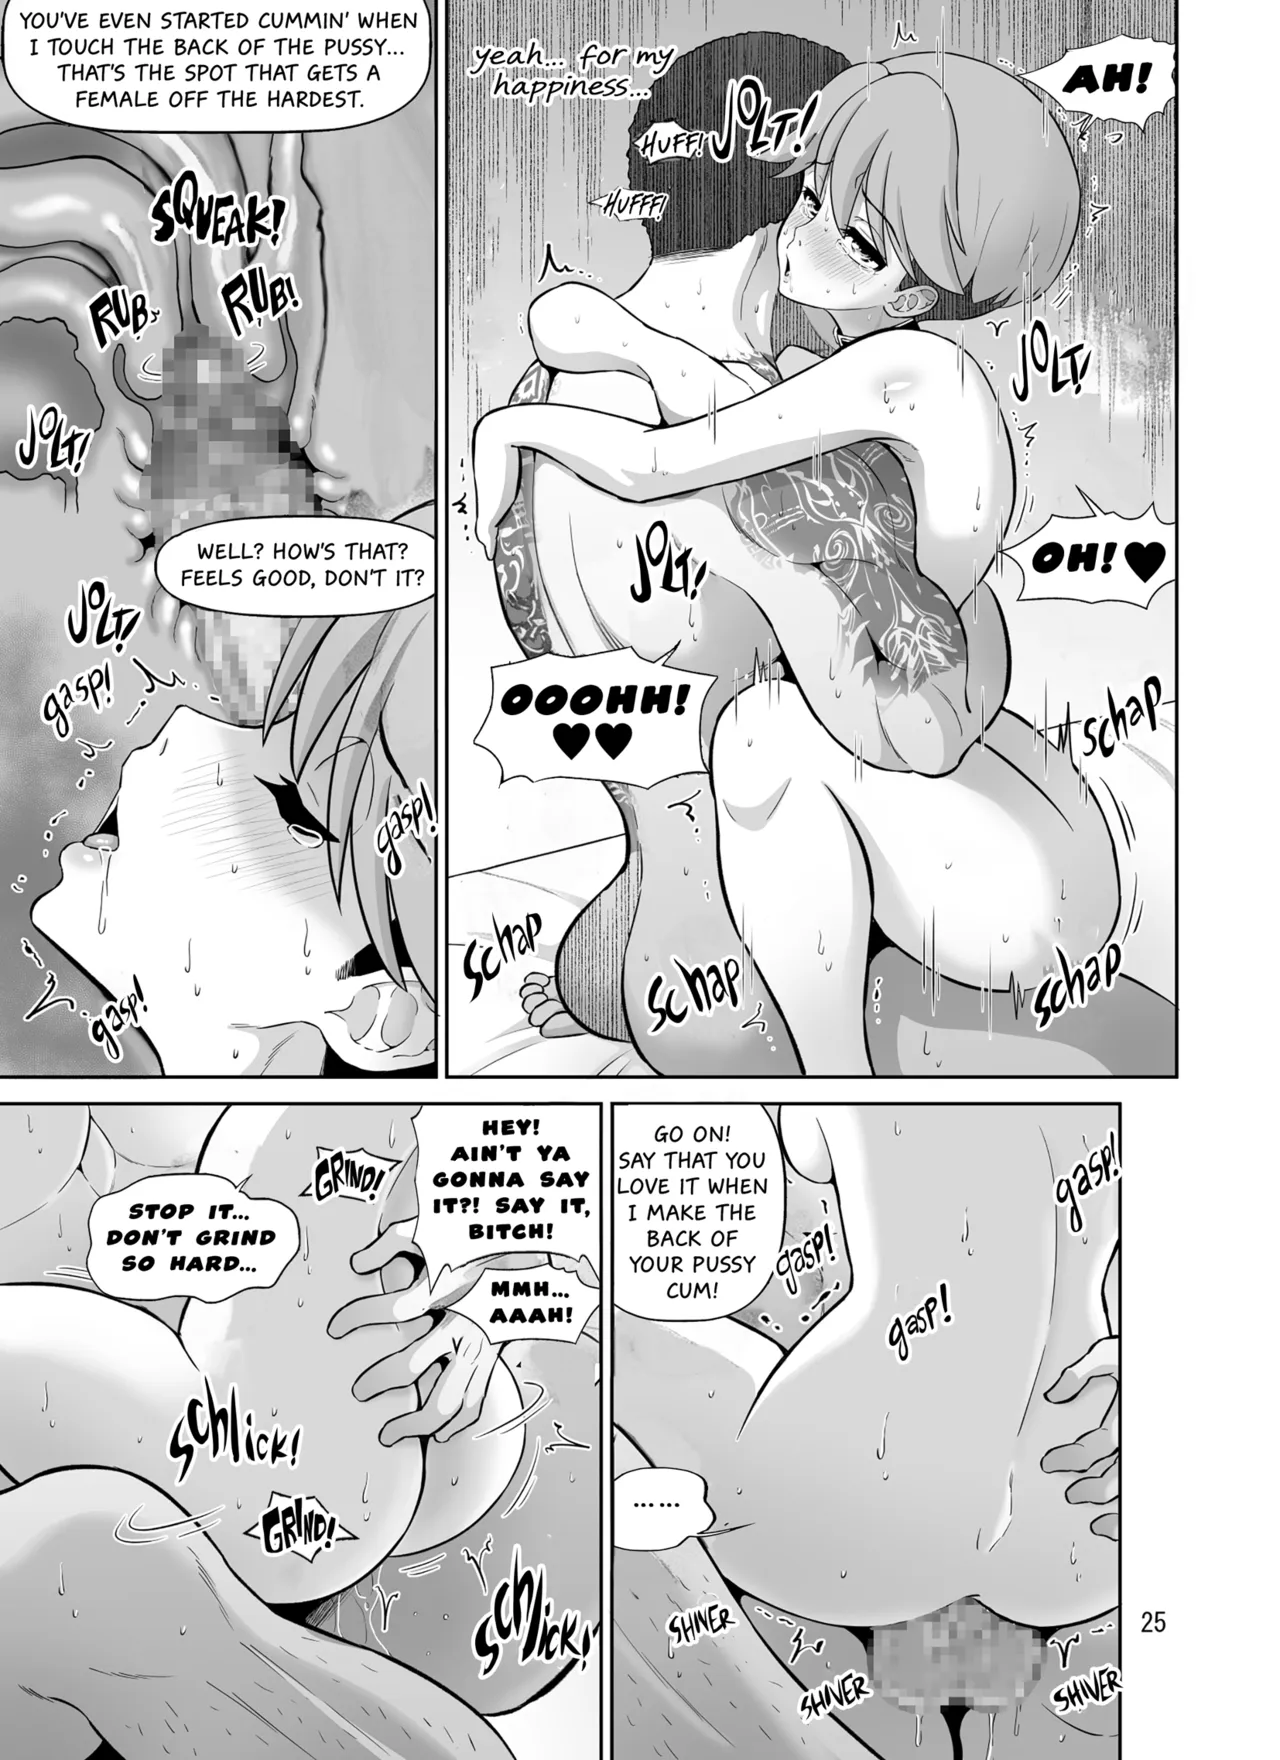 yeah... for my
happiness...
AH!
HUFF!
JOLT!
HUFFF!
JOLT!
OH! ♥
JOLT!
OOOHH!
♥♥
SCHAP
SCHAP
SCHAP
SCHAP
YOU'VE EVEN STARTED CUMMIN' WHEN
I TOUCH THE BACK OF THE PUSSY...
THAT'S THE SPOT THAT GETS A
FEMALE OFF THE HARDEST.
SQUEAK!
RUB!
RUB
JOLT!
WELL? HOW'S THAT?
FEELS GOOD, DON'T IT?
JOLT!
gasp!
gasp!
gasp!
GO ON!
SAY THAT YOU
LOVE IT WHEN
I MAKE THE
BACK OF
YOUR PUSSY
CUM!
gasp!
gasp!
gasp!
......
SHIVER
SHIVER
SHIVER
HEY!
AIN'T YA
GONNA SAY
IT?! SAY IT,
BITCH!
GRIND!
STOP IT...
DON'T GRIND
SO HARD...
MMH...
AAAH!
SCHLICK!
GRIND!
SCHLICK!
25